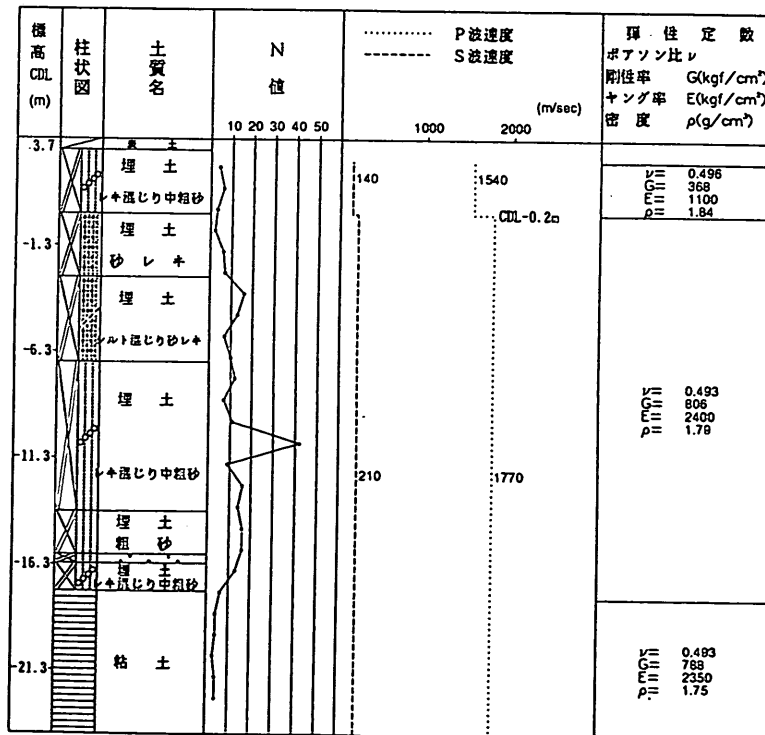 標高 CDL (m)
柱状図
土質名
N値
10 20 30 40 50
P波速度
S波速度
(m/sec)
1000 2000
弾性定数
ポアソン比 ν
剛性率 G(kgf/cm²)
ヤング率 E(kgf/cm²)
密度 ρ(g/cm³)
-3.7
表土
埋土
レキ混じり中粗砂
140
1540
ν= 0.496
G= 368
E= 1100
ρ= 1.84
CDL-0.2m
-1.3
埋土
砂レキ
埋土
シルト混じり砂レキ
-6.3
埋土
レキ混じり中粗砂
-11.3
210
1770
ν= 0.493
G= 806
E= 2400
ρ= 1.79
埋土
粗砂
-16.3
埋土
レキ混じり中粗砂
粘土
-21.3
ν= 0.493
G= 788
E= 2350
ρ= 1.75